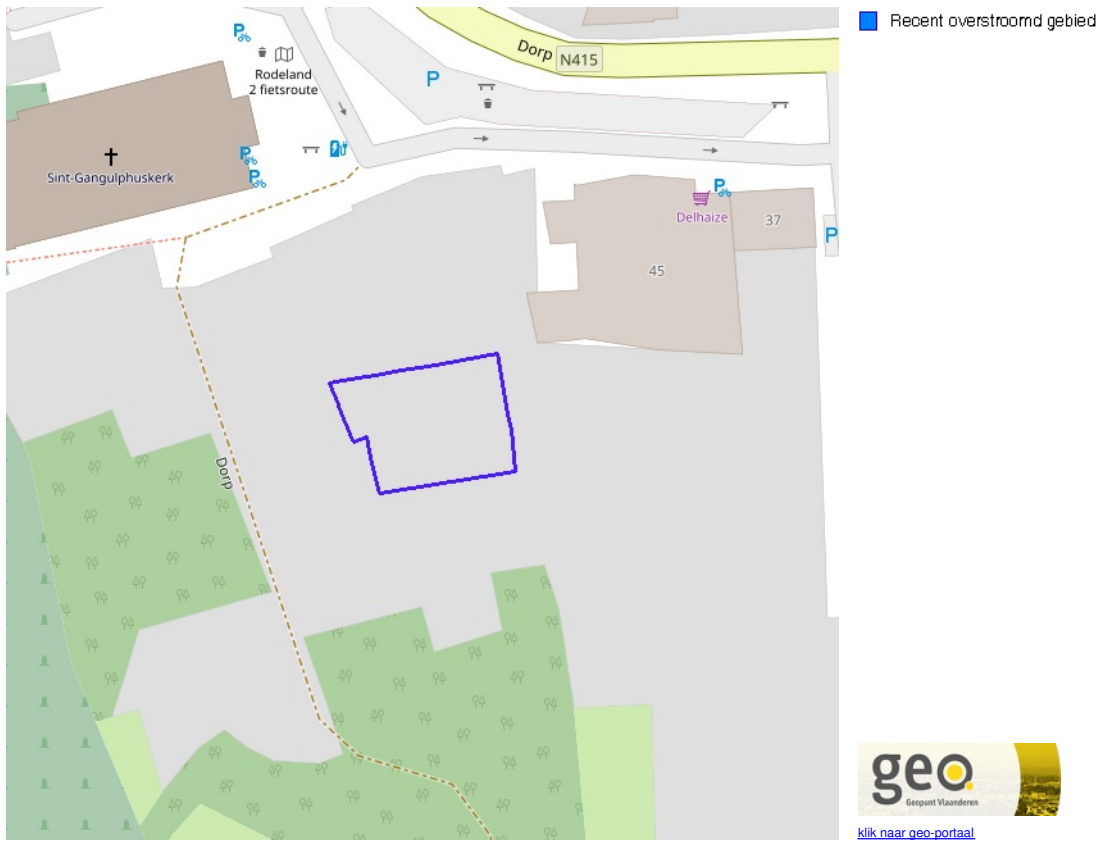 P
Rodeland
2 fietsroute
P
Dorp N415
P
P
Sint-Gangulphuskerk
P
Delhaize
37
P
45
Dorp
Recent overstroomd gebied
geo.
Geopunt Vlaanderen
klik naar geo-portaal